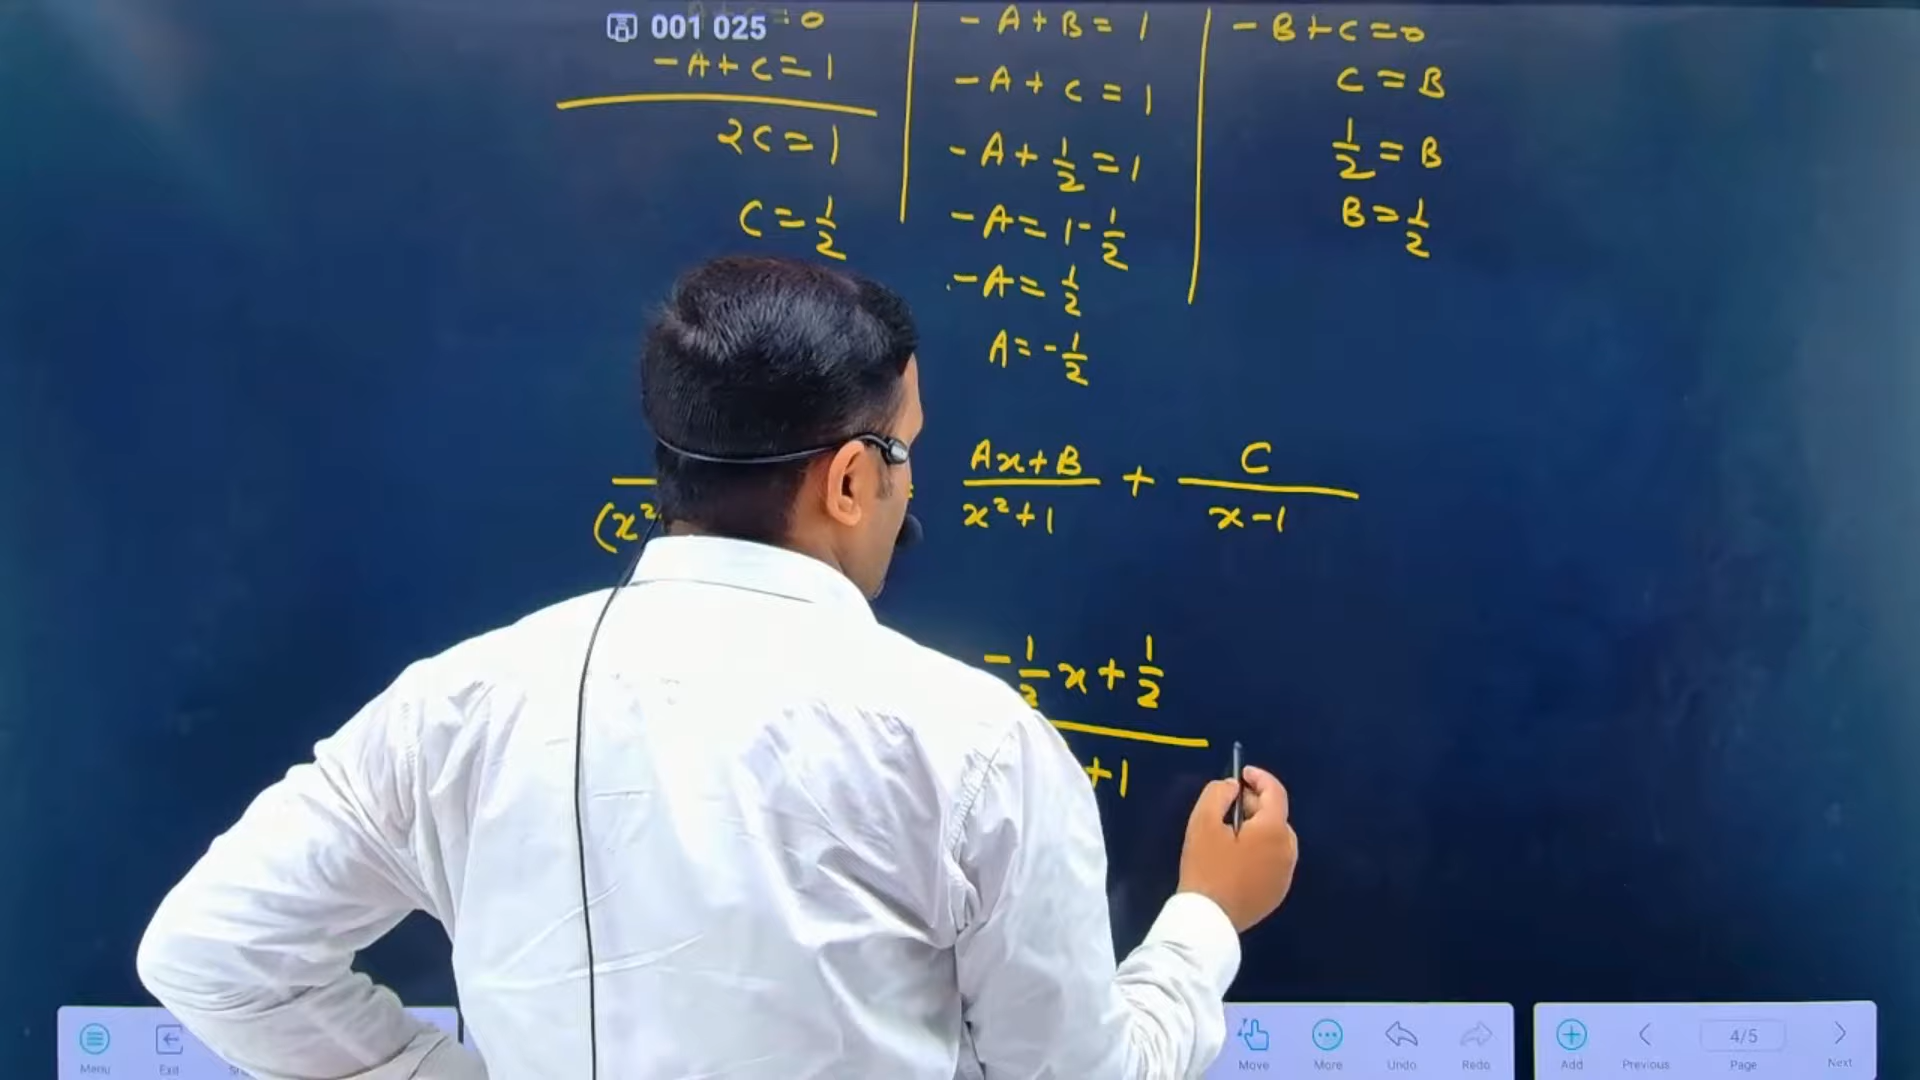 001 025
= 0
-A+C=1
2C=1
C=1/2
-A+B=1
-A+C=1
-A+1/2=1
-A=1-1/2
-A=1/2
A=-1/2
-B+C=0
C=B
1/2=B
B=1/2
(x²
Ax+B/x²+1 + C/x-1
-1/2x+1/2
+1
Menu
Exit
Move
More
Undo
Redo
Add
Previous
4/5
Page
Next